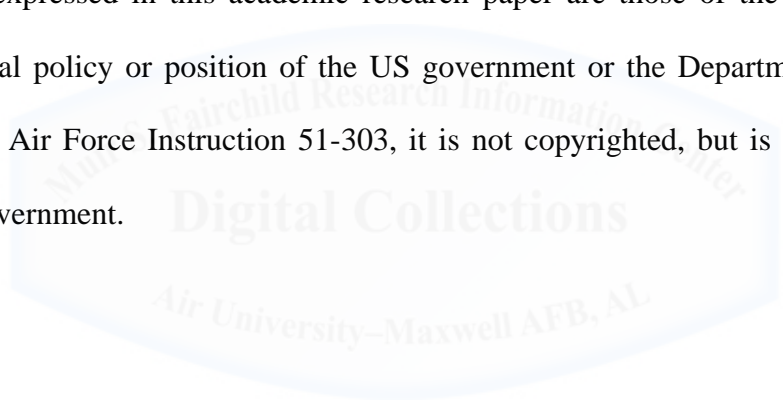 expressed in this academic research paper are those of the
al policy or position of the US government or the Departm
Air Force Instruction 51-303, it is not copyrighted, but is
vernment.
Muir S. Fairchild Research Information Center
Digital Collections
Air University–Maxwell AFB, AL